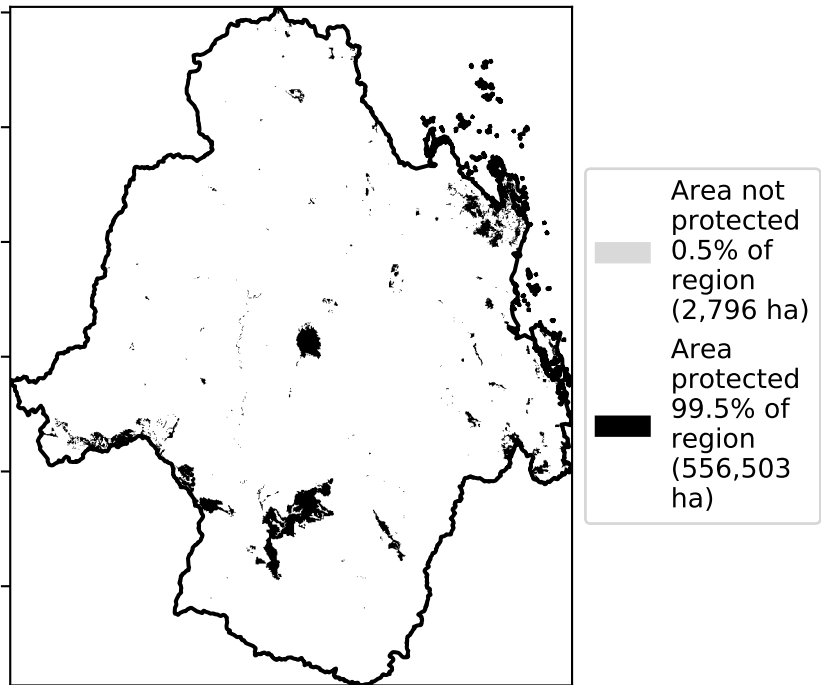 Area not
protected
0.5% of
region
(2,796 ha)
Area
protected
99.5% of
region
(556,503
ha)